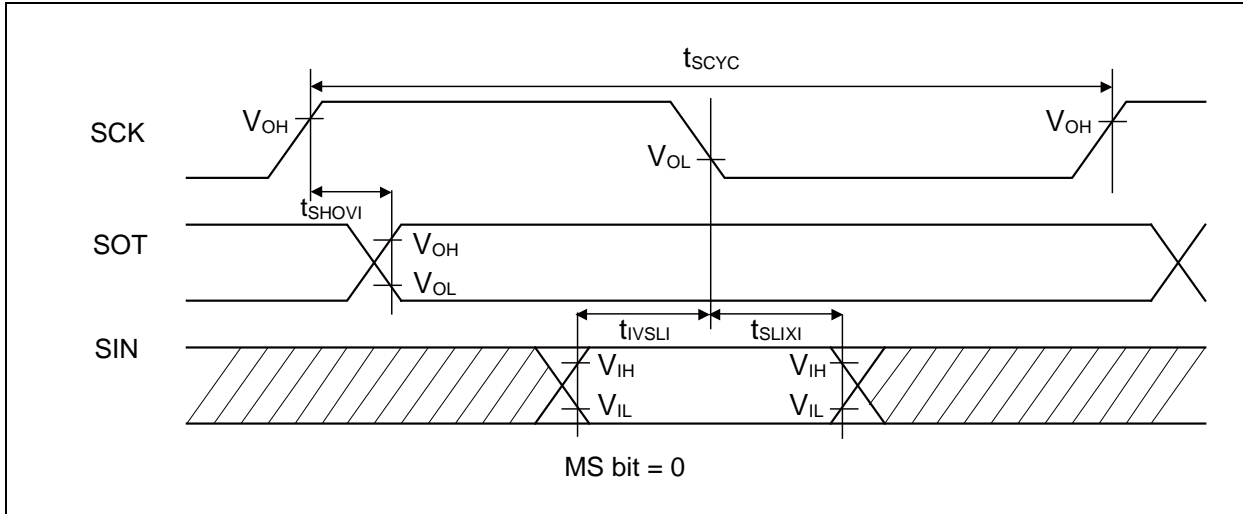 tSCYC
SCK
VOH
VOL
VOH
tSHOVI
SOT
VOH
VOL
tIVSLI
tSLIXI
SIN
VIH
VIH
VIL
VIL
MS bit = 0